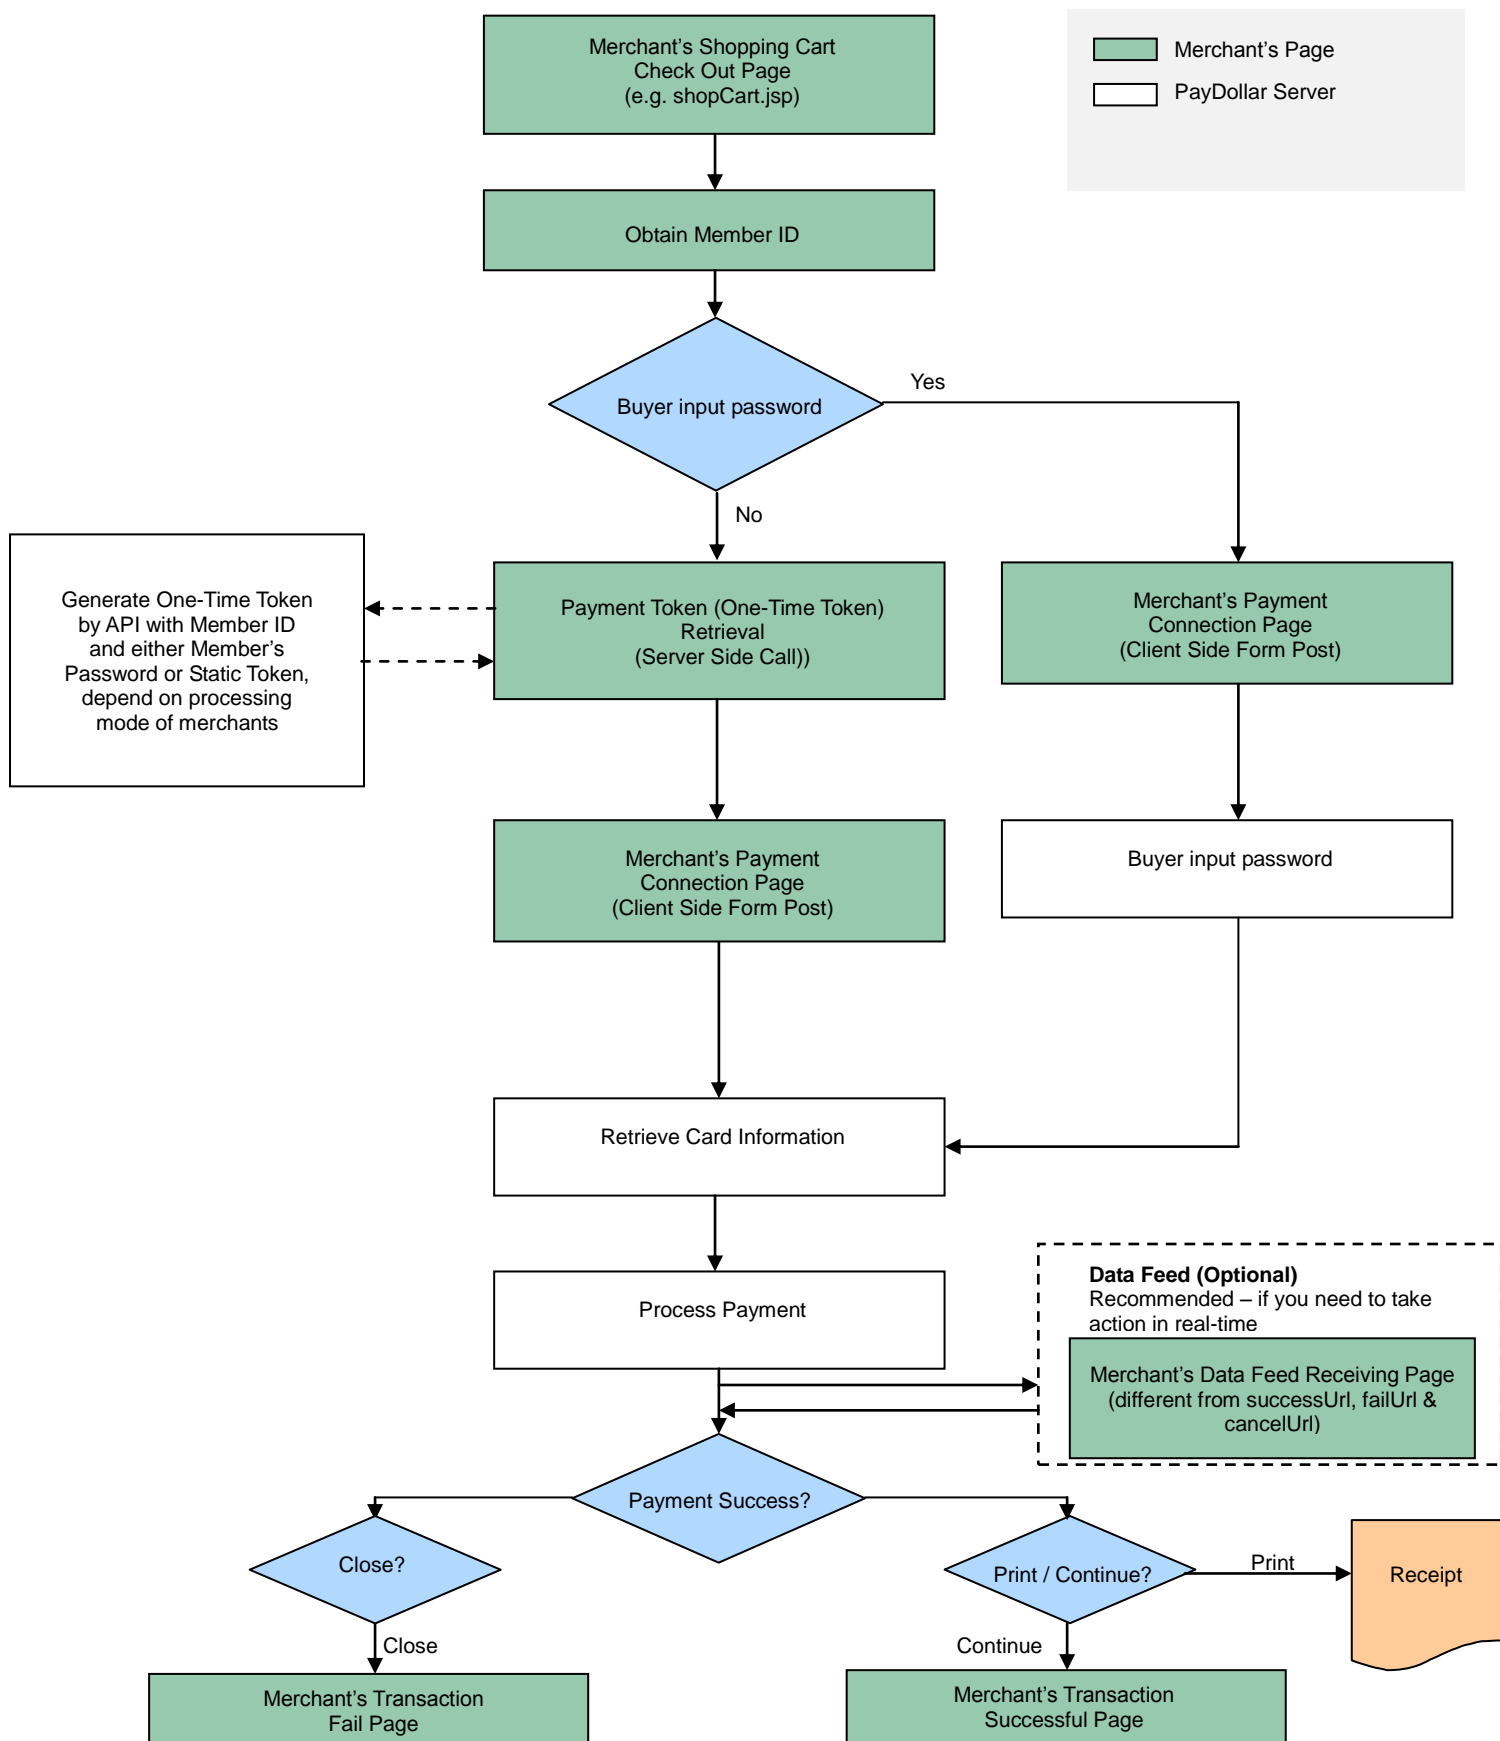 Merchant's Shopping Cart
Check Out Page
(e.g. shopCart.jsp)
Merchant's Page
PayDollar Server
Obtain Member ID
Buyer input password
Yes
No
Generate One-Time Token
by API with Member ID
and either Member's
Password or Static Token,
depend on processing
mode of merchants
Payment Token (One-Time Token)
Retrieval
(Server Side Call))
Merchant's Payment
Connection Page
(Client Side Form Post)
Merchant's Payment
Connection Page
(Client Side Form Post)
Buyer input password
Retrieve Card Information
Process Payment
Data Feed (Optional)
Recommended – if you need to take
action in real-time
Merchant's Data Feed Receiving Page
(different from successUrl, failUrl &
cancelUrl)
Payment Success?
Close?
Print / Continue?
Print
Receipt
Close
Continue
Merchant's Transaction
Fail Page
Merchant's Transaction
Successful Page